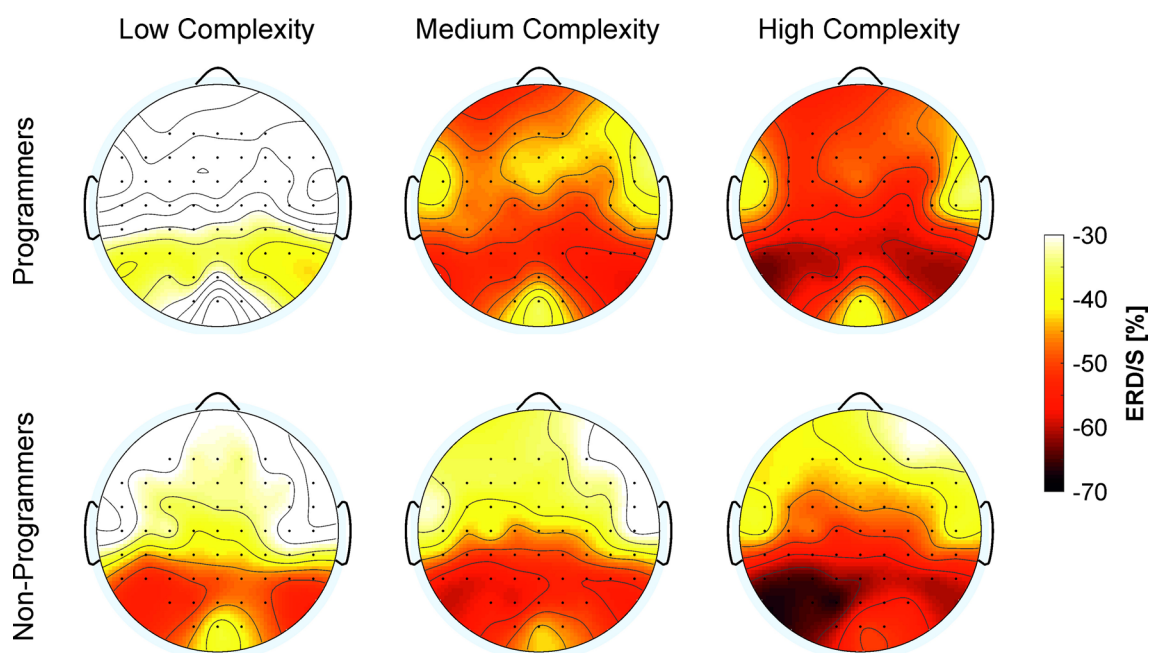 Low Complexity
Medium Complexity
High Complexity
Programmers
Non-Programmers
-30
-40
-50
-60
-70
ERD/S [%]